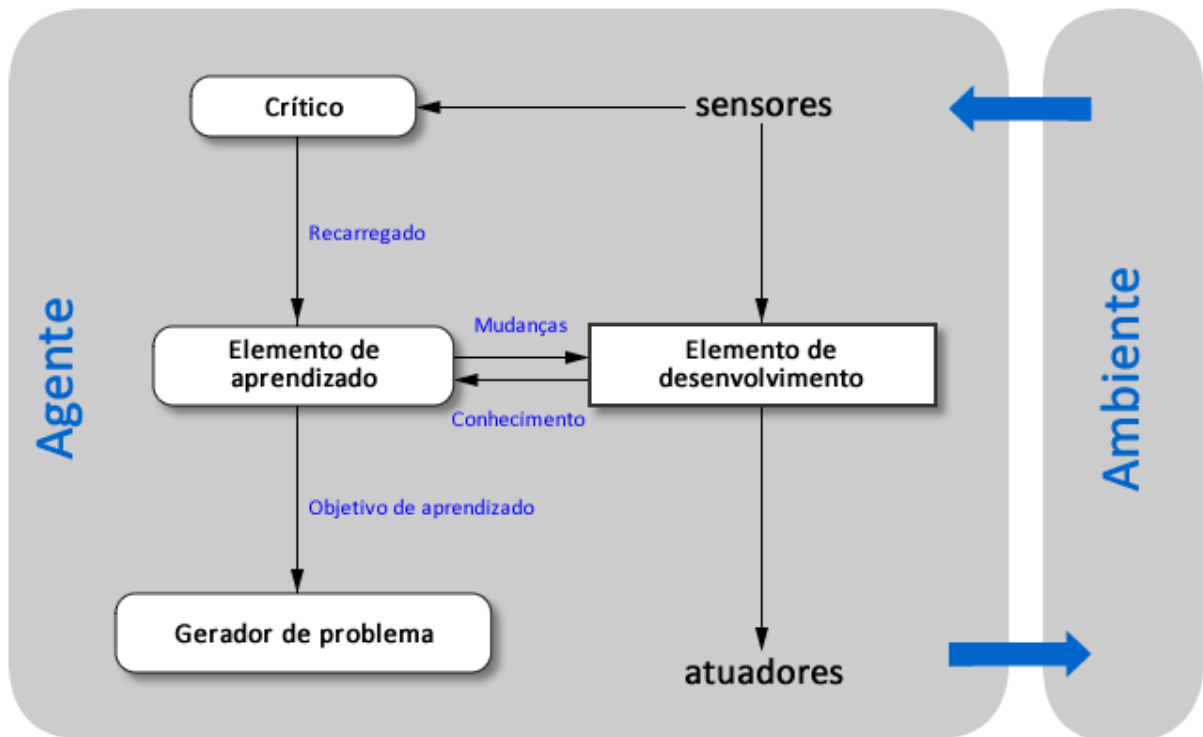 Crítico
sensores
Recarregado
Agente
Ambiente
Elemento de
aprendizado
Mudanças
Conhecimento
Elemento de
desenvolvimento
Objetivo de aprendizado
Gerador de problema
atuadores